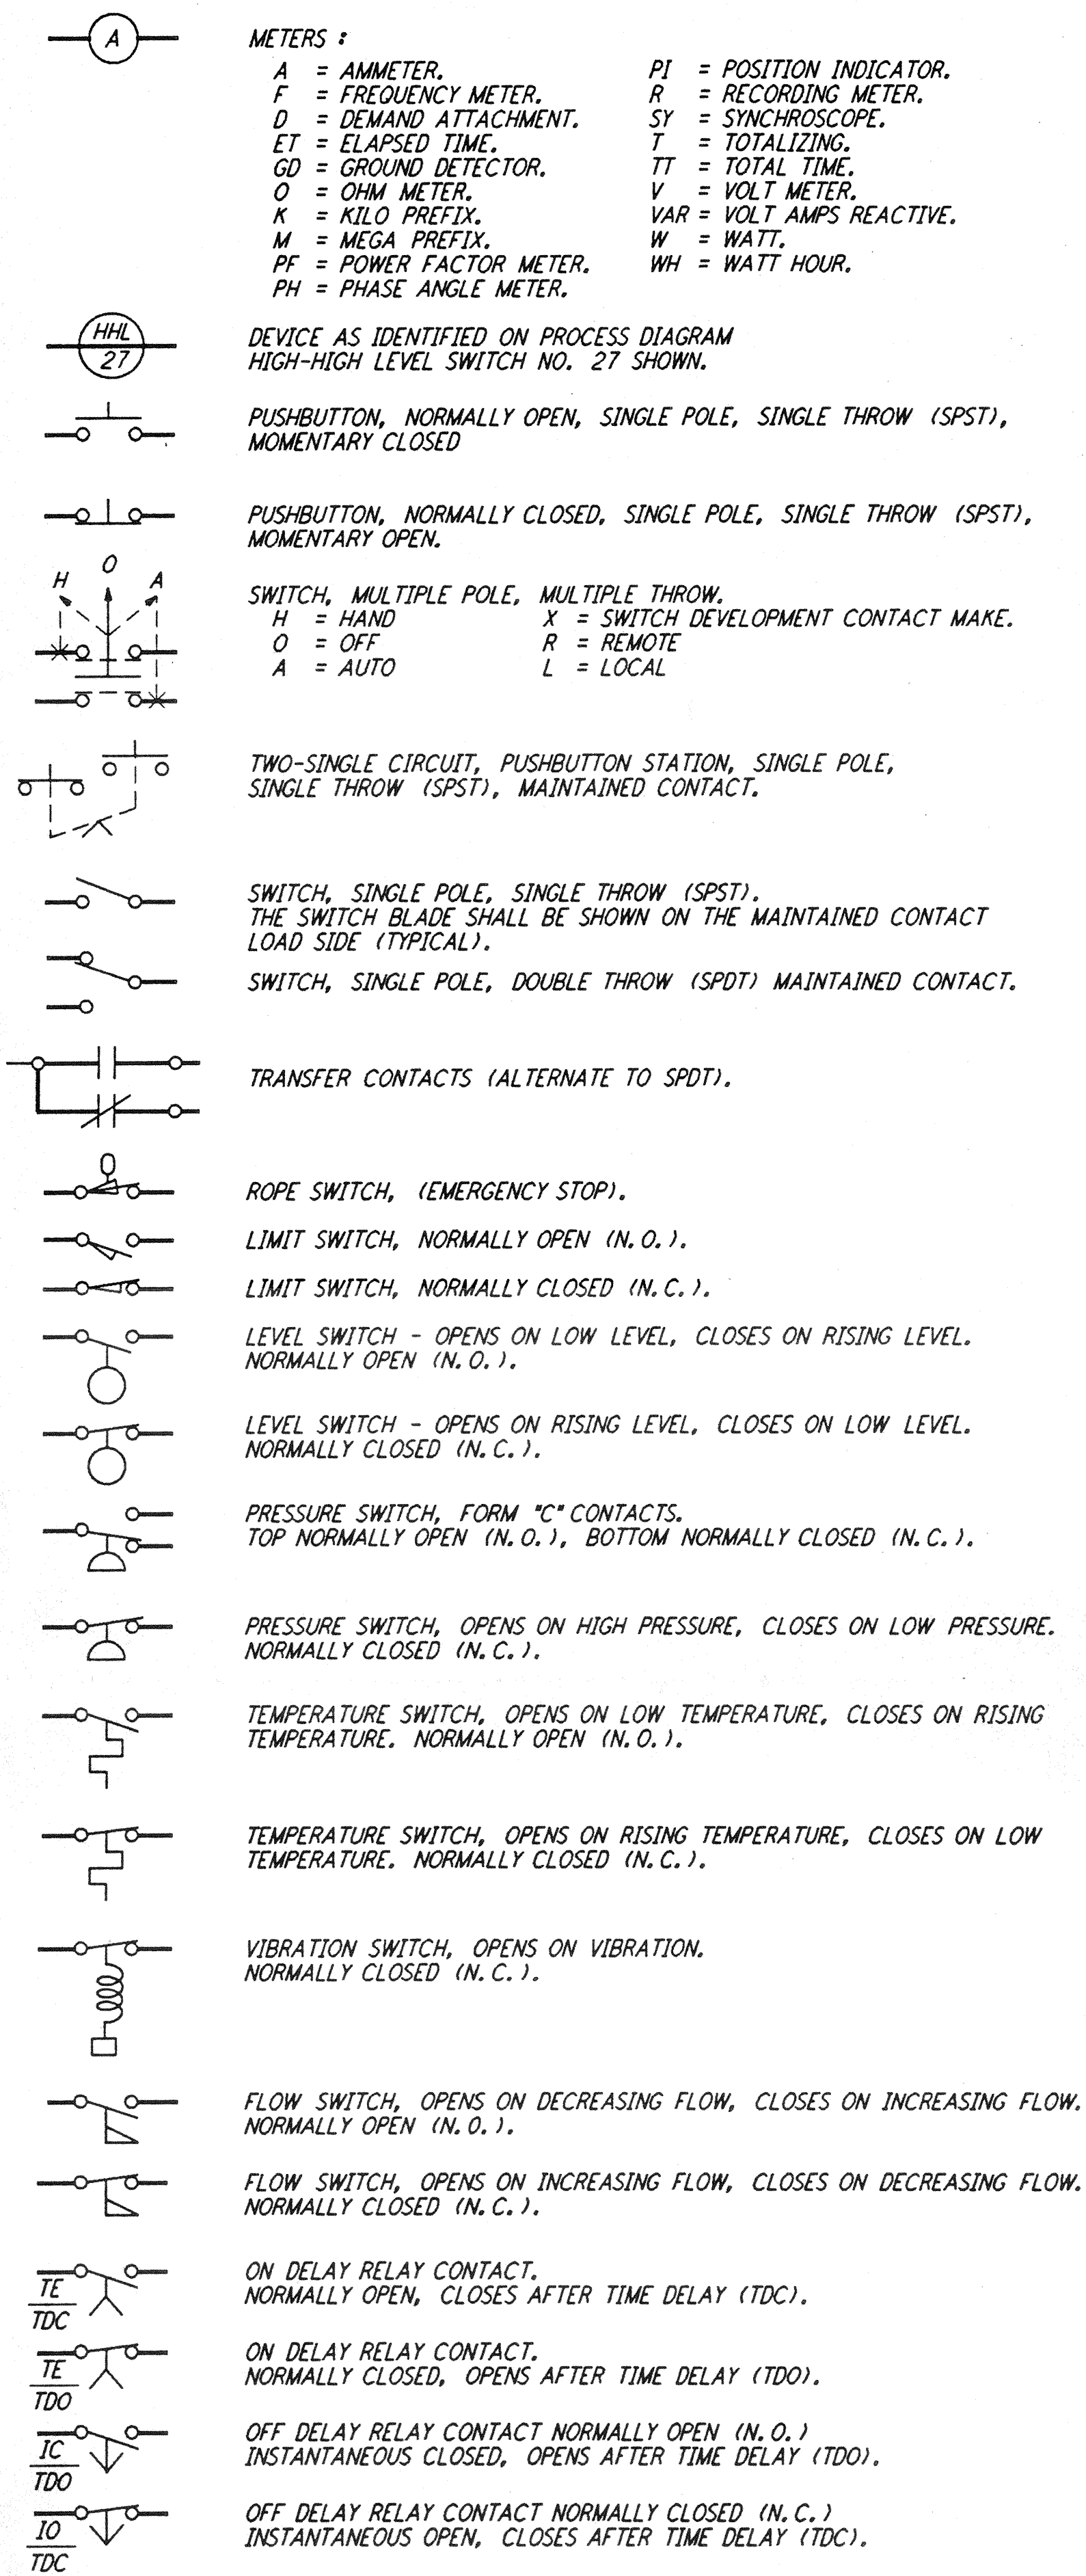 A
METERS :
A = AMMETER.
F = FREQUENCY METER.
D = DEMAND ATTACHMENT.
ET = ELAPSED TIME.
GD = GROUND DETECTOR.
O = OHM METER.
K = KILO PREFIX.
M = MEGA PREFIX.
PF = POWER FACTOR METER.
PH = PHASE ANGLE METER.
PI = POSITION INDICATOR.
R = RECORDING METER.
SY = SYNCHROSCOPE.
T = TOTALIZING.
TT = TOTAL TIME.
V = VOLT METER.
VAR = VOLT AMPS REACTIVE.
W = WATT.
WH = WATT HOUR.
HHL
27
DEVICE AS IDENTIFIED ON PROCESS DIAGRAM
HIGH-HIGH LEVEL SWITCH NO. 27 SHOWN.
PUSHBUTTON, NORMALLY OPEN, SINGLE POLE, SINGLE THROW (SPST),
MOMENTARY CLOSED
PUSHBUTTON, NORMALLY CLOSED, SINGLE POLE, SINGLE THROW (SPST),
MOMENTARY OPEN.
H O A
SWITCH, MULTIPLE POLE, MULTIPLE THROW.
H = HAND X = SWITCH DEVELOPMENT CONTACT MAKE.
O = OFF R = REMOTE
A = AUTO L = LOCAL
TWO-SINGLE CIRCUIT, PUSHBUTTON STATION, SINGLE POLE,
SINGLE THROW (SPST), MAINTAINED CONTACT.
SWITCH, SINGLE POLE, SINGLE THROW (SPST).
THE SWITCH BLADE SHALL BE SHOWN ON THE MAINTAINED CONTACT
LOAD SIDE (TYPICAL).
SWITCH, SINGLE POLE, DOUBLE THROW (SPDT) MAINTAINED CONTACT.
TRANSFER CONTACTS (ALTERNATE TO SPDT).
ROPE SWITCH, (EMERGENCY STOP).
LIMIT SWITCH, NORMALLY OPEN (N.O.).
LIMIT SWITCH, NORMALLY CLOSED (N.C.).
LEVEL SWITCH - OPENS ON LOW LEVEL, CLOSES ON RISING LEVEL.
NORMALLY OPEN (N.O.).
LEVEL SWITCH - OPENS ON RISING LEVEL, CLOSES ON LOW LEVEL.
NORMALLY CLOSED (N.C.).
PRESSURE SWITCH, FORM "C" CONTACTS.
TOP NORMALLY OPEN (N.O.), BOTTOM NORMALLY CLOSED (N.C.).
PRESSURE SWITCH, OPENS ON HIGH PRESSURE, CLOSES ON LOW PRESSURE.
NORMALLY CLOSED (N.C.).
TEMPERATURE SWITCH, OPENS ON LOW TEMPERATURE, CLOSES ON RISING
TEMPERATURE. NORMALLY OPEN (N.O.).
TEMPERATURE SWITCH, OPENS ON RISING TEMPERATURE, CLOSES ON LOW
TEMPERATURE. NORMALLY CLOSED (N.C.).
VIBRATION SWITCH, OPENS ON VIBRATION.
NORMALLY CLOSED (N.C.).
FLOW SWITCH, OPENS ON DECREASING FLOW, CLOSES ON INCREASING FLOW.
NORMALLY OPEN (N.O.).
FLOW SWITCH, OPENS ON INCREASING FLOW, CLOSES ON DECREASING FLOW.
NORMALLY CLOSED (N.C.).
TE
TDC
ON DELAY RELAY CONTACT.
NORMALLY OPEN, CLOSES AFTER TIME DELAY (TDC).
TE
TDO
ON DELAY RELAY CONTACT.
NORMALLY CLOSED, OPENS AFTER TIME DELAY (TDO).
IC
TDO
OFF DELAY RELAY CONTACT NORMALLY OPEN (N.O.)
INSTANTANEOUS CLOSED, OPENS AFTER TIME DELAY (TDO).
IO
TDC
OFF DELAY RELAY CONTACT NORMALLY CLOSED (N.C.)
INSTANTANEOUS OPEN, CLOSES AFTER TIME DELAY (TDC).